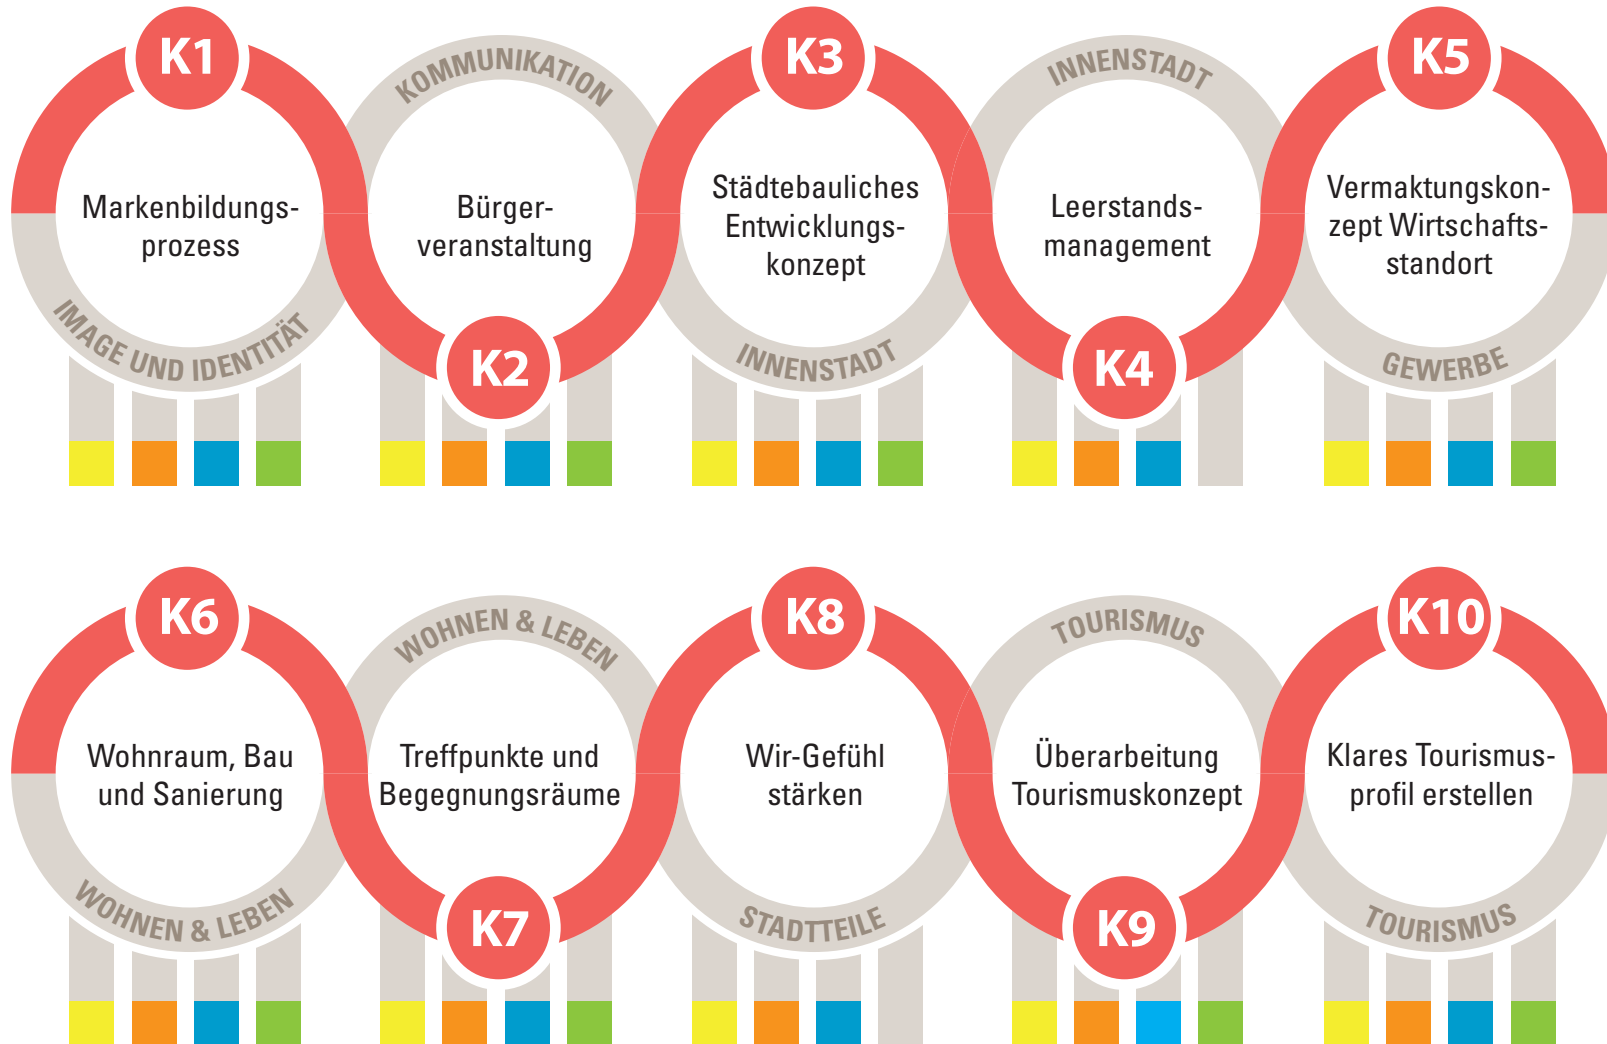 K1
Markenbildungs-
prozess
IMAGE UND IDENTITÄT
KOMMUNIKATION
Bürger-
veranstaltung
K2
K3
Städtebauliches
Entwicklungs-
konzept
INNENSTADT
INNENSTADT
Leerstands-
management
K4
K5
Vermaktungskon-
zept Wirtschafts-
standort
GEWERBE
K6
Wohnraum, Bau
und Sanierung
WOHNEN & LEBEN
WOHNEN & LEBEN
Treffpunkte und
Begegnungsräume
K7
K8
Wir-Gefühl
stärken
STADTTEILE
TOURISMUS
Überarbeitung
Tourismuskonzept
K9
K10
Klares Tourismus-
profil erstellen
TOURISMUS